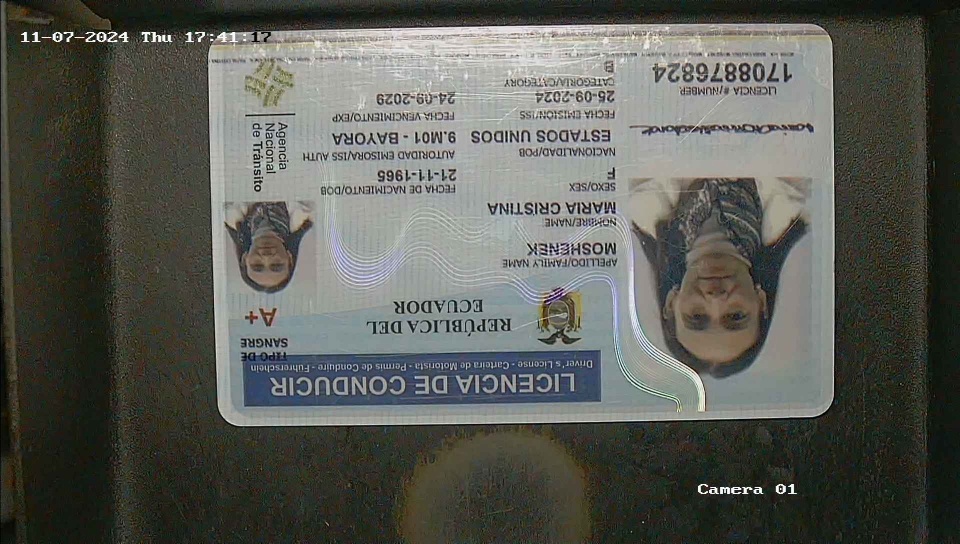 11-07-2024 Thu 17:41:17
LICENCIA DE CONDUCIR
Driver's License - Carteira de Motorista - Permis de Conduire - Führerschein
REPÚBLICA DEL
ECUADOR
TIPO DE
SANGRE
A+
APELLIDO/FAMILY NAME
MOSHENEK
NOMBRE/NAME
MARIA CRISTINA
SEXO/SEX
F
FECHA DE NACIMIENTO/DOB
21-11-1965
NACIONALIDAD/POB
ESTADOS UNIDOS
AUTORIDAD EMISORA/ISS AUTH
9.M01 - BAYORA
FECHA EMISIÓN/ISS
25-09-2024
FECHA VENCIMIENTO/EXP
24-09-2029
CATEGORIA/CATEGORY
B
LICENCIA #/NUMBER
1708876824
Agencia
Nacional
de Tránsito
Camera 01